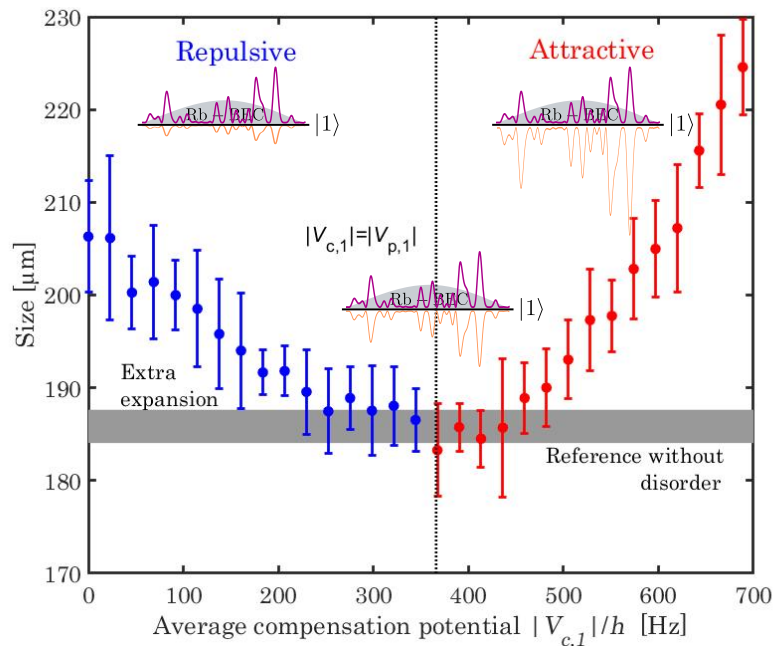 230
220
210
200
190
180
170
Size [µm]
Repulsive
Attractive
Rb – BEC
|1⟩
Rb – BEC
|1⟩
|V_c,1|=|V_p,1|
Rb – BEC
|1⟩
Extra
expansion
Reference without
disorder
0 100 200 300 400 500 600 700
Average compensation potential |V_c,1|/h [Hz]